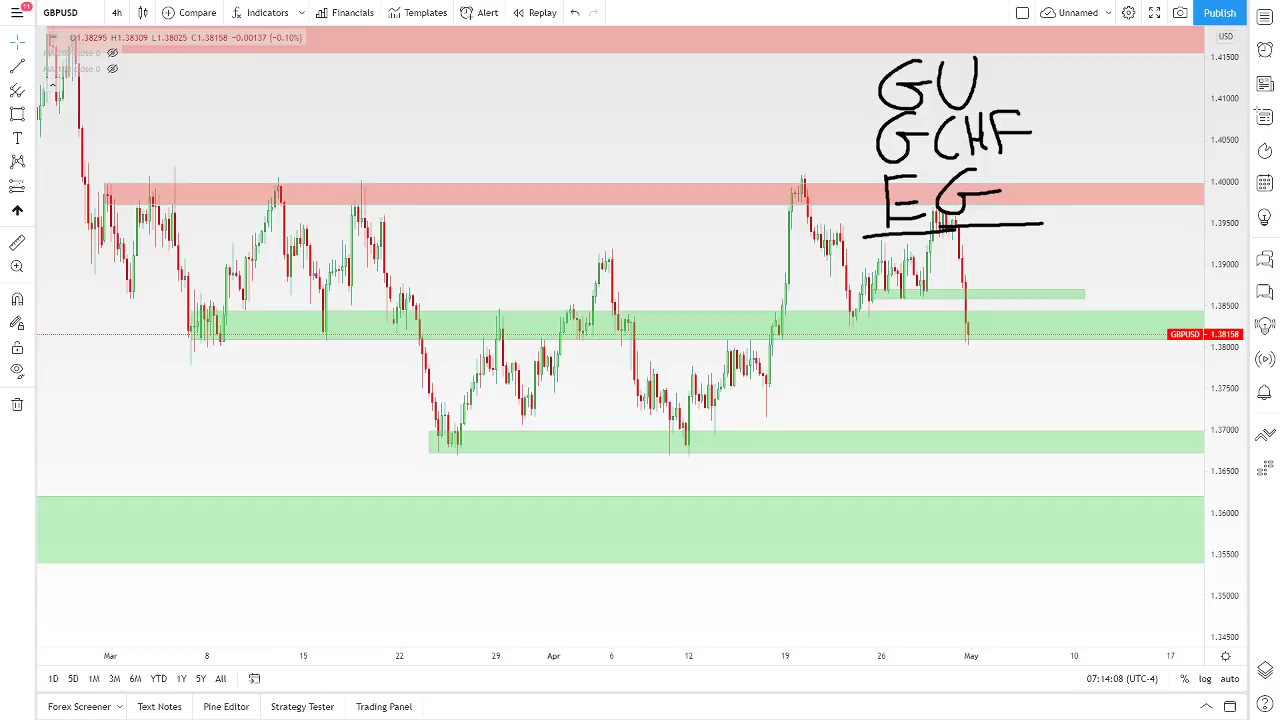 11
GBPUSD 4h Compare Indicators Financials Templates Alert Replay Unnamed Publish
O1.38295 H1.38309 L1.38025 C1.38158 −0.00137 (−0.10%)
USD
1.41500
1.41000
1.40500
1.40000
1.39500
1.39000
1.38500
GBPUSD 1.38158
1.38000
1.37500
1.37000
1.36500
1.36000
1.35500
1.35000
1.34500
GU
GCHF
EG
Mar 8 15 22 29 Apr 6 12 19 26 May 10 17
1D 5D 1M 3M 6M YTD 1Y 5Y All 07:14:08 (UTC-4) % log auto
Forex Screener Text Notes Pine Editor Strategy Tester Trading Panel